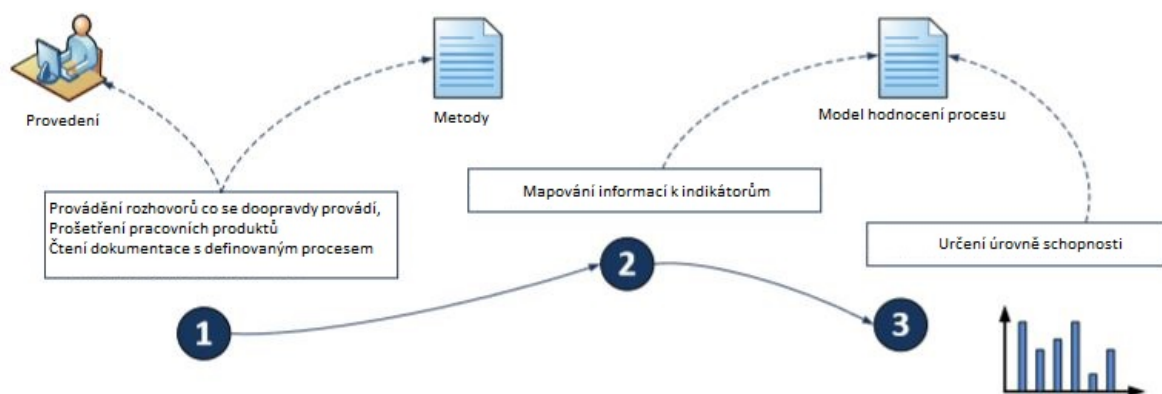 Provedení
Metody
Model hodnocení procesu
Provádění rozhovorů co se doopravdy provádí,
Prošetření pracovních produktů
Čtení dokumentace s definovaným procesem
Mapování informací k indikátorům
Určení úrovně schopnosti
1
2
3